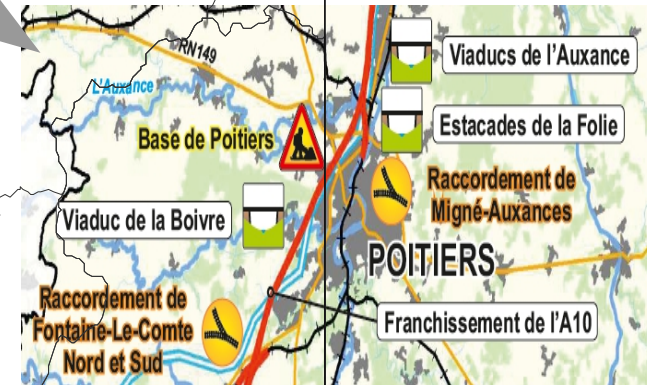 RN149
L'Auxance
Viaducs de l'Auxance
Estacades de la Folie
Base de Poitiers
Raccordement de
Migné-Auxances
Viaduc de la Boivre
POITIERS
Raccordement de
Fontaine-Le-Comte
Nord et Sud
Franchissement de l'A10